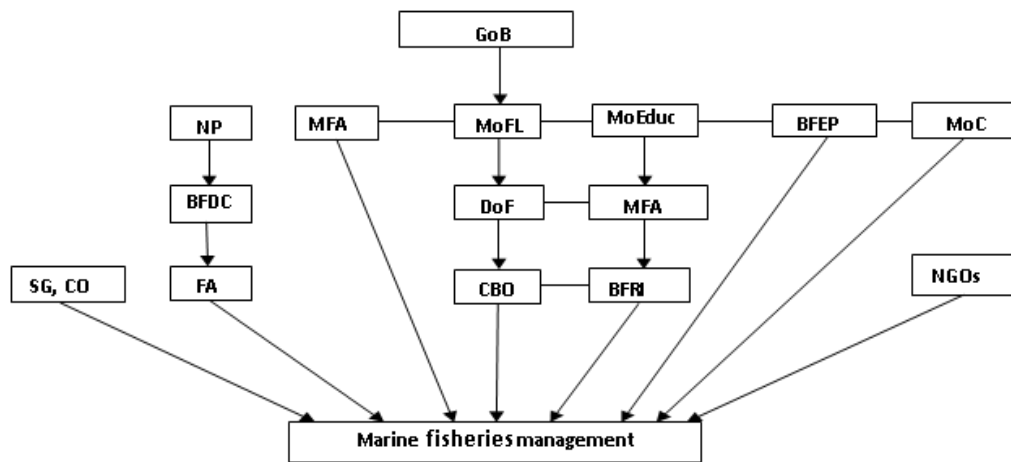 GoB
NP
MFA
MoFL
MoEduc
BFEP
MoC
BFDC
DoF
MFA
SG, CO
FA
CBO
BFRI
NGOs
Marine fisheries management